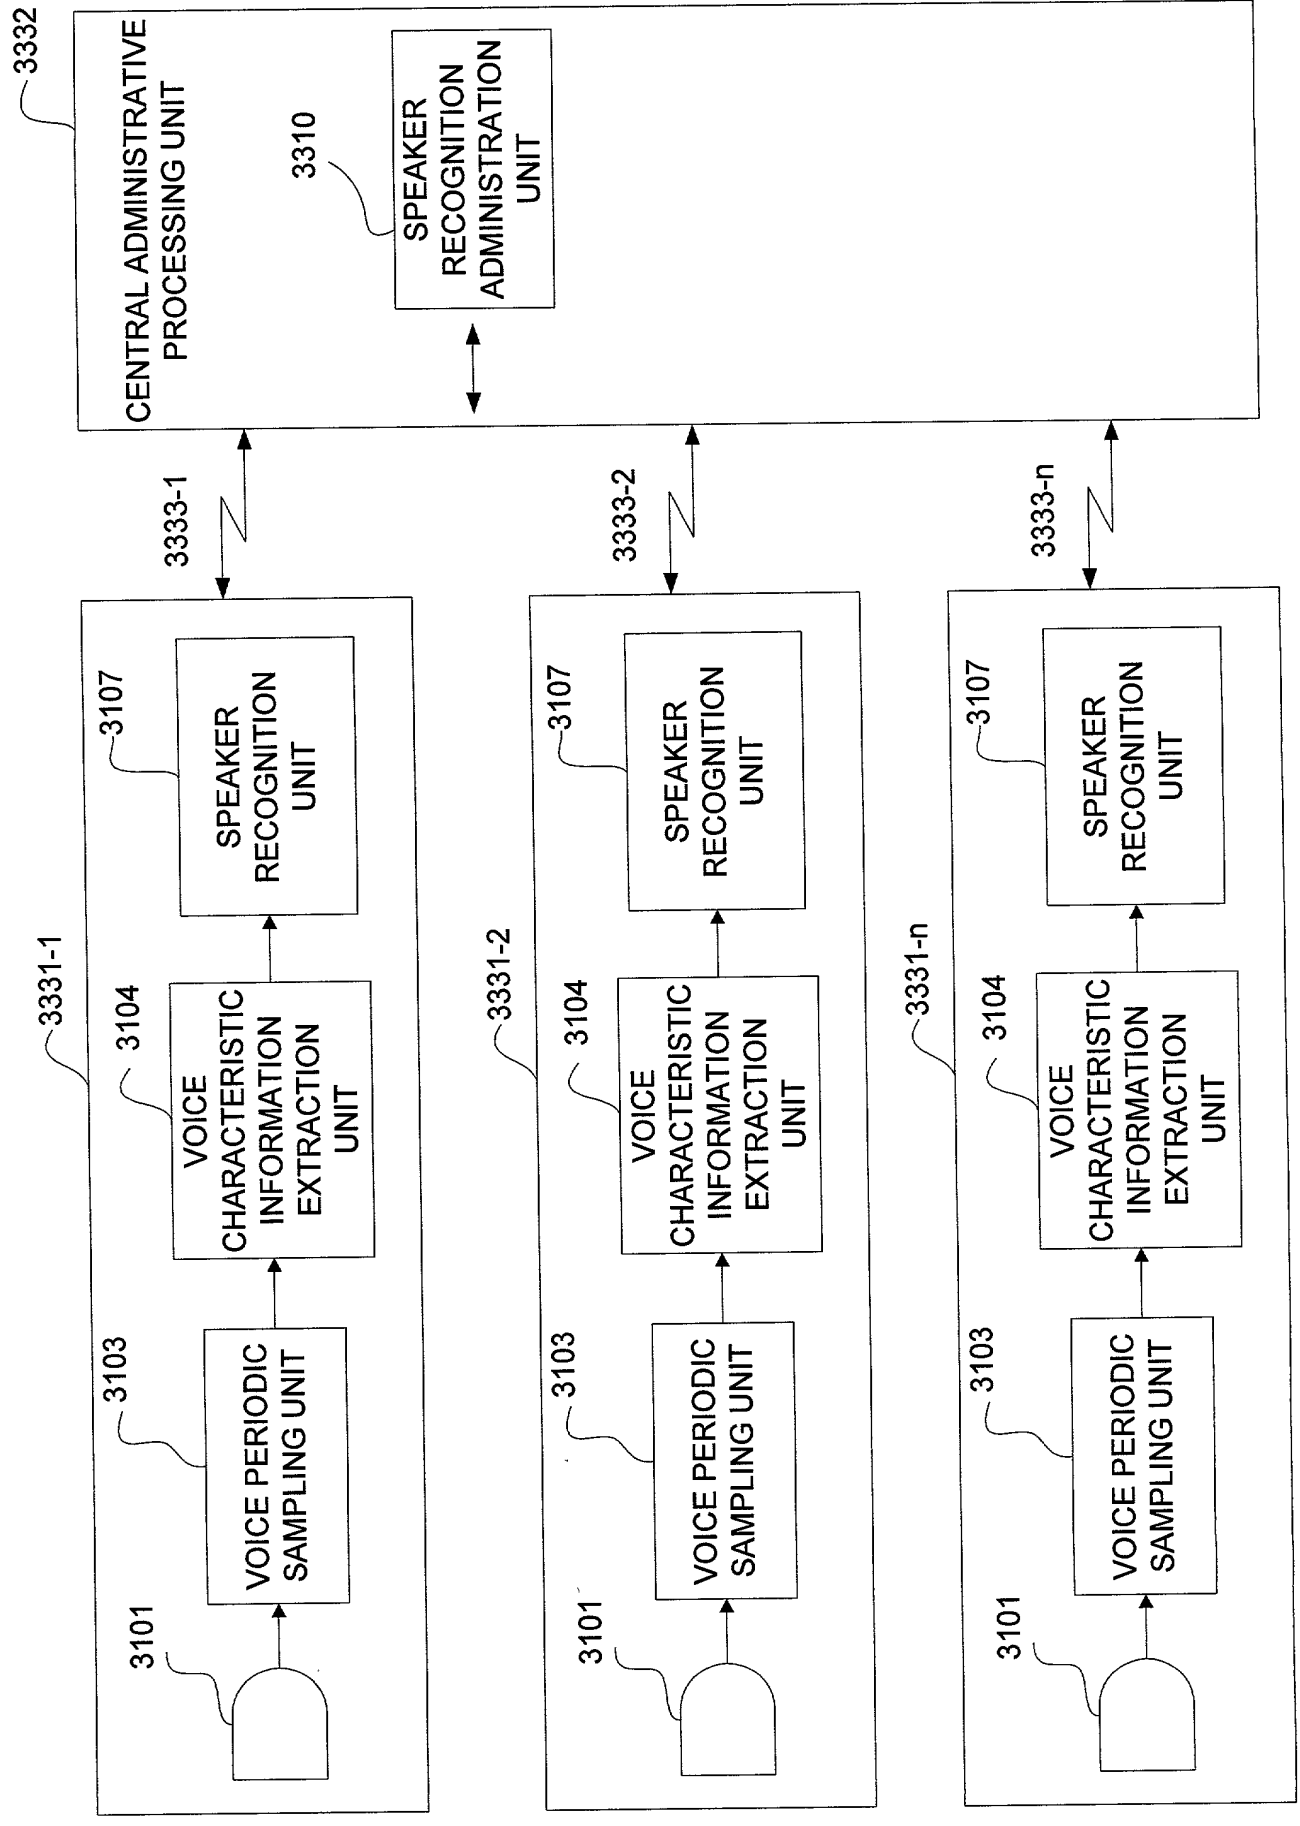 3331-1
3101
3103
3104
3107
VOICE PERIODIC
SAMPLING UNIT
VOICE
CHARACTERISTIC
INFORMATION
EXTRACTION
UNIT
SPEAKER
RECOGNITION
UNIT
3333-1
3331-2
3101
3103
3104
3107
VOICE PERIODIC
SAMPLING UNIT
VOICE
CHARACTERISTIC
INFORMATION
EXTRACTION
UNIT
SPEAKER
RECOGNITION
UNIT
3333-2
3331-n
3101
3103
3104
3107
VOICE PERIODIC
SAMPLING UNIT
VOICE
CHARACTERISTIC
INFORMATION
EXTRACTION
UNIT
SPEAKER
RECOGNITION
UNIT
3333-n
3332
CENTRAL ADMINISTRATIVE
PROCESSING UNIT
3310
SPEAKER
RECOGNITION
ADMINISTRATION
UNIT